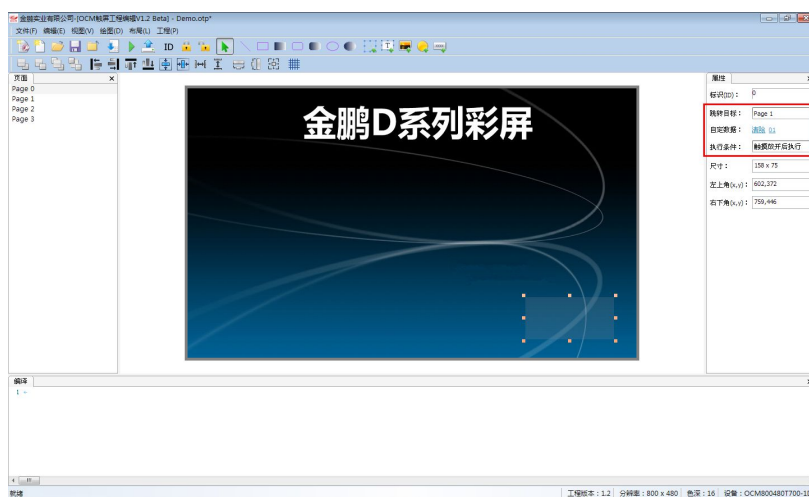 金鹏实业有限公司-[OCM触屏工程编辑V1.2 Beta] - Demo.otp*
文件(F) 编辑(E) 视图(V) 绘图(D) 布局(L) 工程(P)
ID
T
页面 x
Page 0
Page 1
Page 2
Page 3
金鹏D系列彩屏
属性
标识(ID)： 0
跳转目标： Page 1
自定数据： 清除 01
执行条件： 触摸放开后执行
尺寸： 158 x 75
左上角(x,y)： 602,372
右下角(x,y)： 759,446
编译
1
就绪
工程版本：1.2 分辨率：800 x 480 色深：16 设备：OCM800480T700-1D